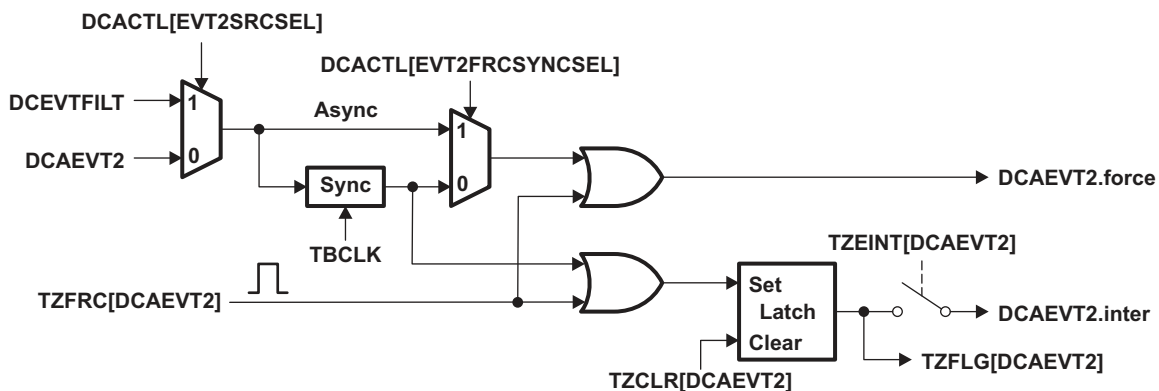 DCACTL[EVT2SRCSEL]
DCACTL[EVT2FRCSYNCSEL]
DCEVTFILT
1
Async
1
DCAEVT2
0
Sync
0
DCAEVT2.force
TBCLK
TZEINT[DCAEVT2]
TZFRC[DCAEVT2]
Set
Latch
DCAEVT2.inter
Clear
TZFLG[DCAEVT2]
TZCLR[DCAEVT2]